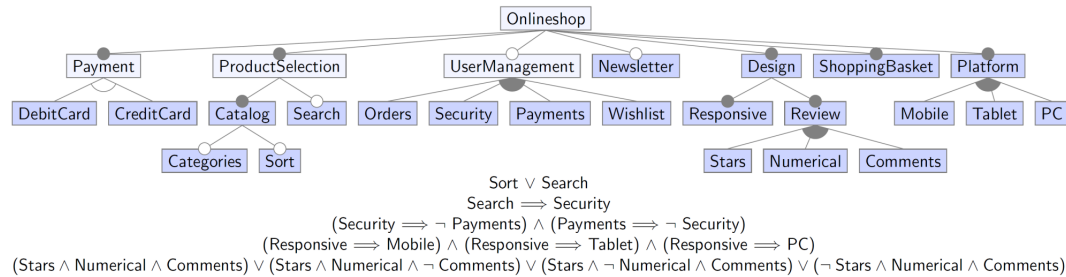 Onlineshop
Payment ProductSelection UserManagement Newsletter Design ShoppingBasket Platform
DebitCard CreditCard Catalog Search Orders Security Payments Wishlist Responsive Review Mobile Tablet PC
Categories Sort Stars Numerical Comments
Sort ∨ Search
Search ⟹ Security
(Security ⟹ ¬ Payments) ∧ (Payments ⟹ ¬ Security)
(Responsive ⟹ Mobile) ∧ (Responsive ⟹ Tablet) ∧ (Responsive ⟹ PC)
(Stars ∧ Numerical ∧ Comments) ∨ (Stars ∧ Numerical ∧ ¬ Comments) ∨ (Stars ∧ ¬ Numerical ∧ Comments) ∨ (¬ Stars ∧ Numerical ∧ Comments)